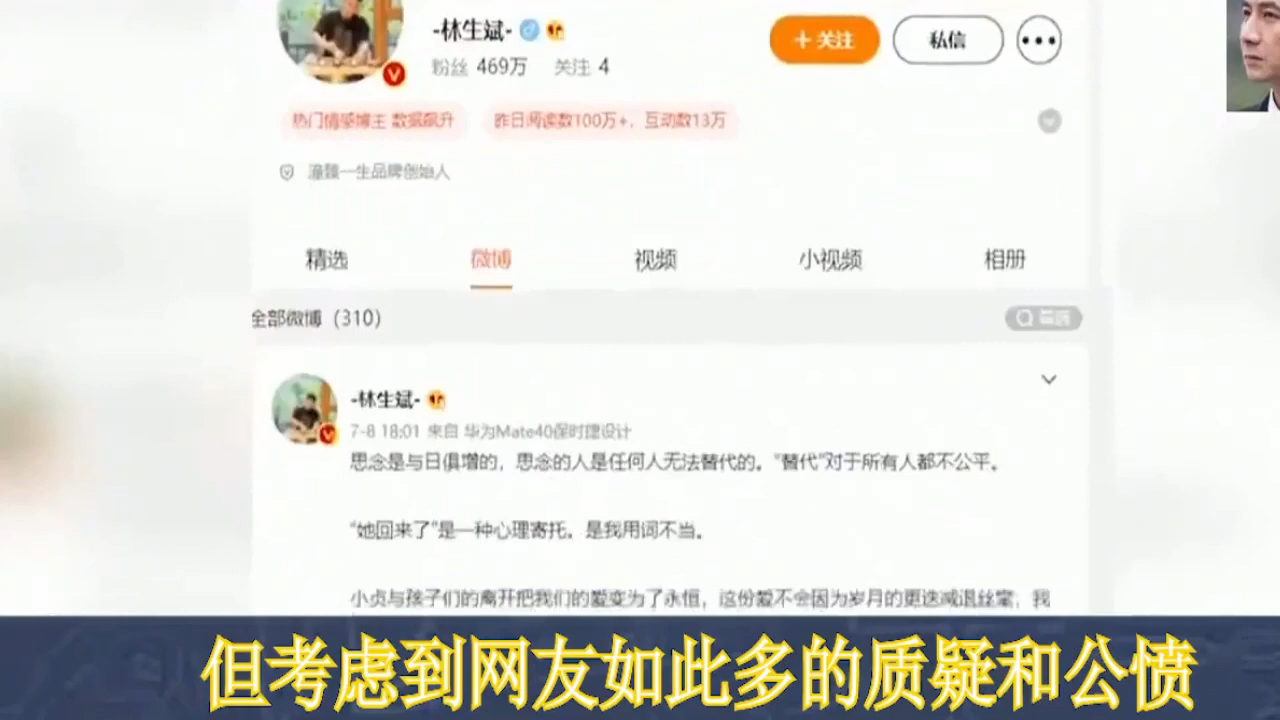 -林生斌-
+ 关注
私信
粉丝 469万 关注 4
热门情感博主 数据飙升
昨日阅读数100万+，互动数13万
潼臻一生品牌创始人
精选
微博
视频
小视频
相册
全部微博（310）
-林生斌-
7-8 18:01 来自 华为Mate40保时捷设计
思念是与日俱增的，思念的人是任何人无法替代的。“替代”对于所有人都不公平。
“她回来了”是一种心理寄托。是我用词不当。
小贞与孩子们的离开把我们的爱变为了永恒，这份爱不会因为岁月的更迭减退丝毫，我
但考虑到网友如此多的质疑和公愤